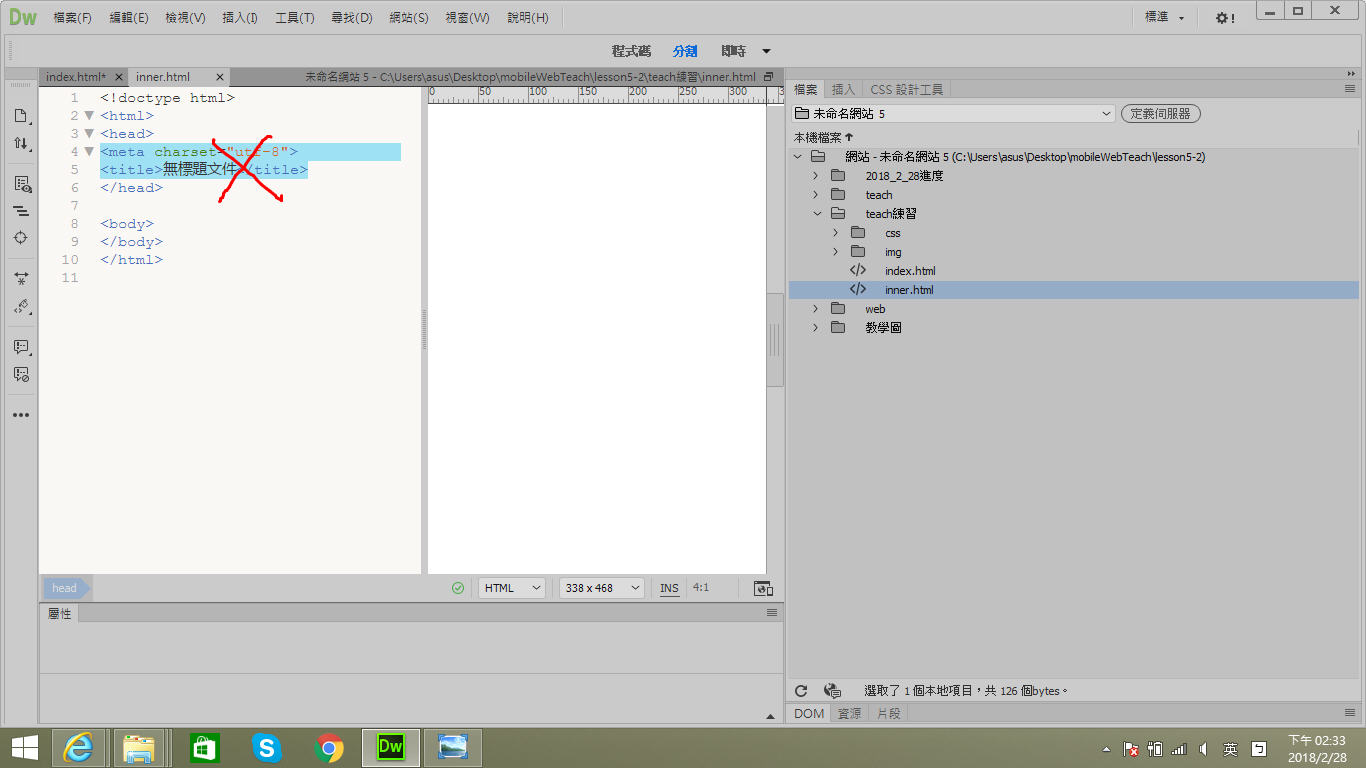 Dw 檔案(F) 編輯(E) 檢視(V) 插入(I) 工具(T) 尋找(D) 網站(S) 視窗(W) 說明(H) 標準
程式碼 分割 即時
index.html* inner.html 未命名網站 5 - C:\Users\asus\Desktop\mobileWebTeach\lesson5-2\teach練習\inner.html
0 50 100 150 200 250 300
1 <!doctype html>
2 <html>
3 <head>
4 <meta charset="utf-8">
5 <title>無標題文件</title>
6 </head>
7
8 <body>
9 </body>
10 </html>
11
head
HTML 338 x 468 INS 4:1
屬性
檔案 插入 CSS 設計工具
未命名網站 5 定義伺服器
本機檔案
網站 - 未命名網站 5 (C:\Users\asus\Desktop\mobileWebTeach\lesson5-2)
2018_2_28進度
teach
teach練習
css
img
index.html
inner.html
web
教學圖
選取了 1 個本地項目，共 126 個bytes。
DOM 資源 片段
Dw
英
下午 02:33
2018/2/28